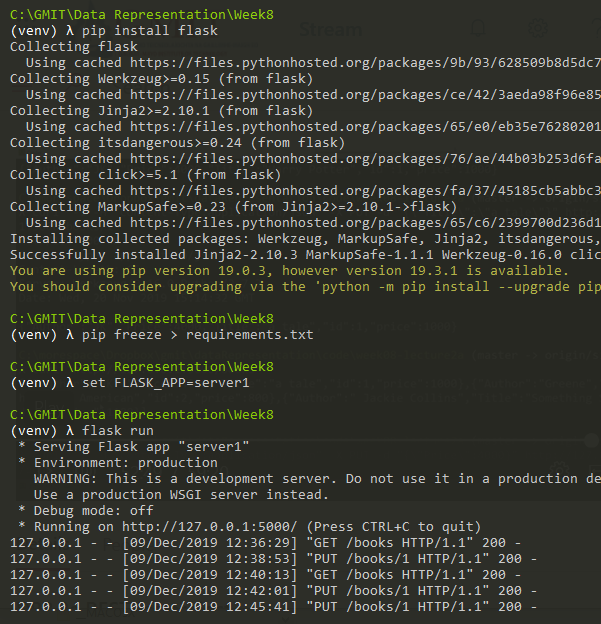 C:\GMIT\Data Representation\Week8
(venv) λ pip install flask
Collecting flask
  Using cached https://files.pythonhosted.org/packages/9b/93/628509b8d5dc7
Collecting Werkzeug>=0.15 (from flask)
  Using cached https://files.pythonhosted.org/packages/ce/42/3aeda98f96e85
Collecting Jinja2>=2.10.1 (from flask)
  Using cached https://files.pythonhosted.org/packages/65/e0/eb35e76280201
Collecting itsdangerous>=0.24 (from flask)
  Using cached https://files.pythonhosted.org/packages/76/ae/44b03b253d6fa
Collecting click>=5.1 (from flask)
  Using cached https://files.pythonhosted.org/packages/fa/37/45185cb5abbc3
Collecting MarkupSafe>=0.23 (from Jinja2>=2.10.1->flask)
  Using cached https://files.pythonhosted.org/packages/65/c6/2399700d236d1
Installing collected packages: Werkzeug, MarkupSafe, Jinja2, itsdangerous,
Successfully installed Jinja2-2.10.3 MarkupSafe-1.1.1 Werkzeug-0.16.0 clic
You are using pip version 19.0.3, however version 19.3.1 is available.
You should consider upgrading via the 'python -m pip install --upgrade pip
C:\GMIT\Data Representation\Week8
(venv) λ pip freeze > requirements.txt
C:\GMIT\Data Representation\Week8
(venv) λ set FLASK_APP=server1
C:\GMIT\Data Representation\Week8
(venv) λ flask run
 * Serving Flask app "server1"
 * Environment: production
   WARNING: This is a development server. Do not use it in a production de
   Use a production WSGI server instead.
 * Debug mode: off
 * Running on http://127.0.0.1:5000/ (Press CTRL+C to quit)
127.0.0.1 - - [09/Dec/2019 12:36:29] "GET /books HTTP/1.1" 200 -
127.0.0.1 - - [09/Dec/2019 12:38:53] "PUT /books/1 HTTP/1.1" 200 -
127.0.0.1 - - [09/Dec/2019 12:40:13] "GET /books HTTP/1.1" 200 -
127.0.0.1 - - [09/Dec/2019 12:42:01] "PUT /books/1 HTTP/1.1" 200 -
127.0.0.1 - - [09/Dec/2019 12:45:41] "PUT /books/1 HTTP/1.1" 200 -
Stream